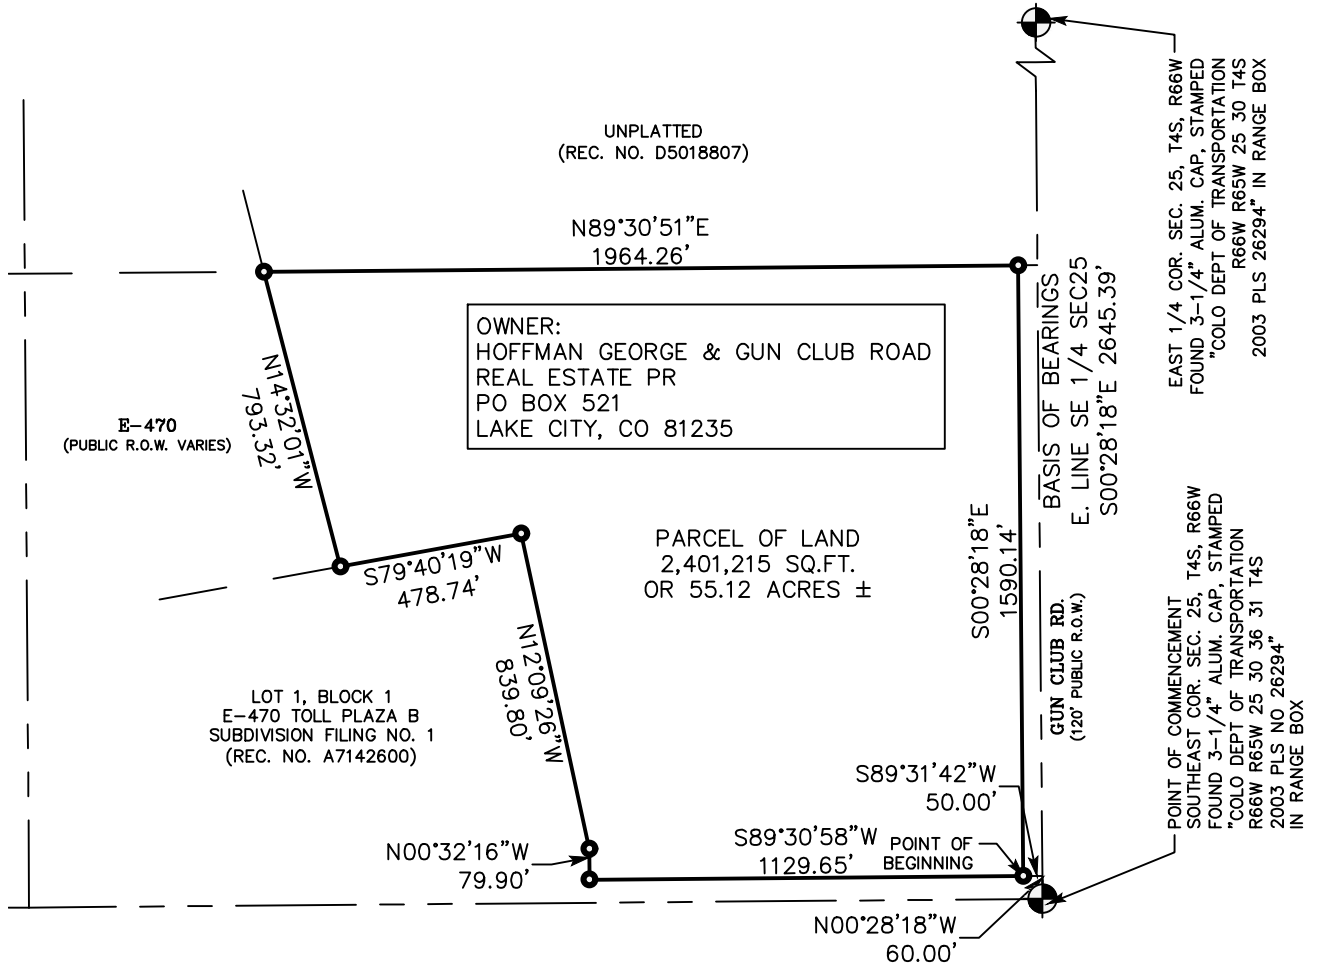 UNPLATTED
(REC. NO. D5018807)
N89°30'51"E
1964.26'
OWNER:
HOFFMAN GEORGE & GUN CLUB ROAD
REAL ESTATE PR
PO BOX 521
LAKE CITY, CO 81235
N14°32'01"W
793.32'
E-470
(PUBLIC R.O.W. VARIES)
S79°40'19"W
478.74'
PARCEL OF LAND
2,401,215 SQ.FT.
OR 55.12 ACRES ±
N12°09'26"W
839.80'
LOT 1, BLOCK 1
E-470 TOLL PLAZA B
SUBDIVISION FILING NO. 1
(REC. NO. A7142600)
N00°32'16"W
79.90'
S89°30'58"W
1129.65'
POINT OF
BEGINNING
S89°31'42"W
50.00'
N00°28'18"W
60.00'
S00°28'18"E
1590.14'
GUN CLUB RD.
(120' PUBLIC R.O.W.)
BASIS OF BEARINGS
E. LINE SE 1/4 SEC25
S00°28'18"E 2645.39'
EAST 1/4 COR. SEC. 25, T4S, R66W
FOUND 3-1/4" ALUM. CAP, STAMPED
"COLO DEPT OF TRANSPORTATION
R66W R65W 25 30 T4S
2003 PLS 26294" IN RANGE BOX
POINT OF COMMENCEMENT
SOUTHEAST COR. SEC. 25, T4S, R66W
FOUND 3-1/4" ALUM. CAP, STAMPED
"COLO DEPT OF TRANSPORTATION
R66W R65W 25 30 36 31 T4S
2003 PLS NO 26294"
IN RANGE BOX